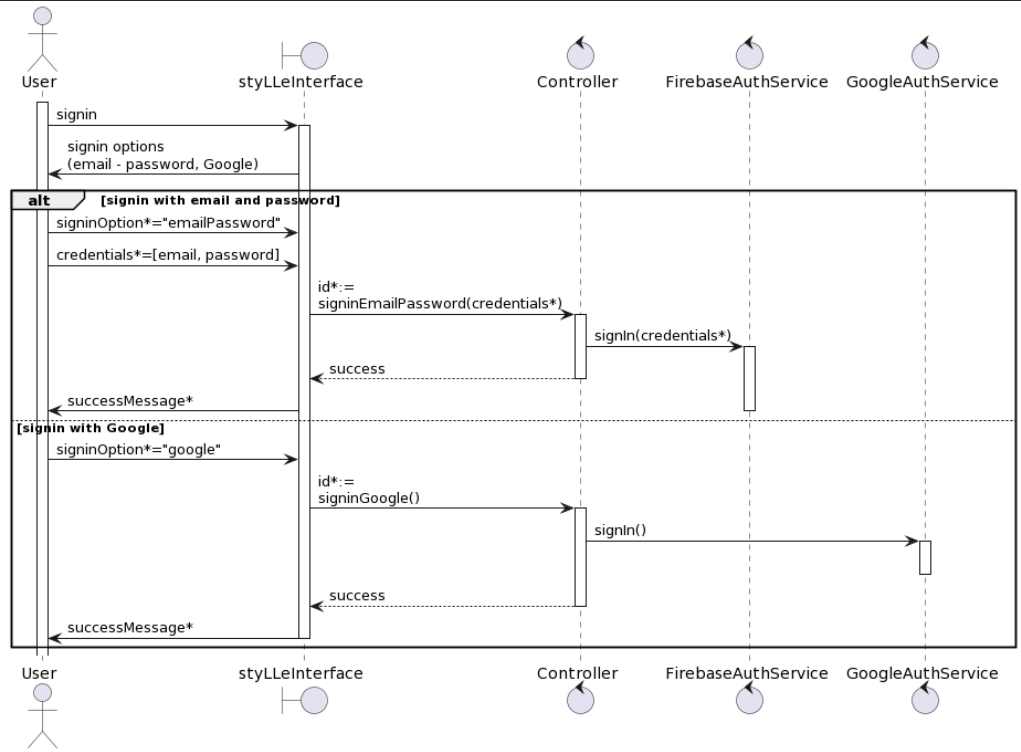 User
styLLeInterface
Controller
FirebaseAuthService
GoogleAuthService
signin
signin options
(email - password, Google)
alt
[signin with email and password]
signinOption*="emailPassword"
credentials*=[email, password]
id*:=
signinEmailPassword(credentials*)
signIn(credentials*)
success
successMessage*
[signin with Google]
signinOption*="google"
id*:=
signinGoogle()
signIn()
success
successMessage*
User
styLLeInterface
Controller
FirebaseAuthService
GoogleAuthService